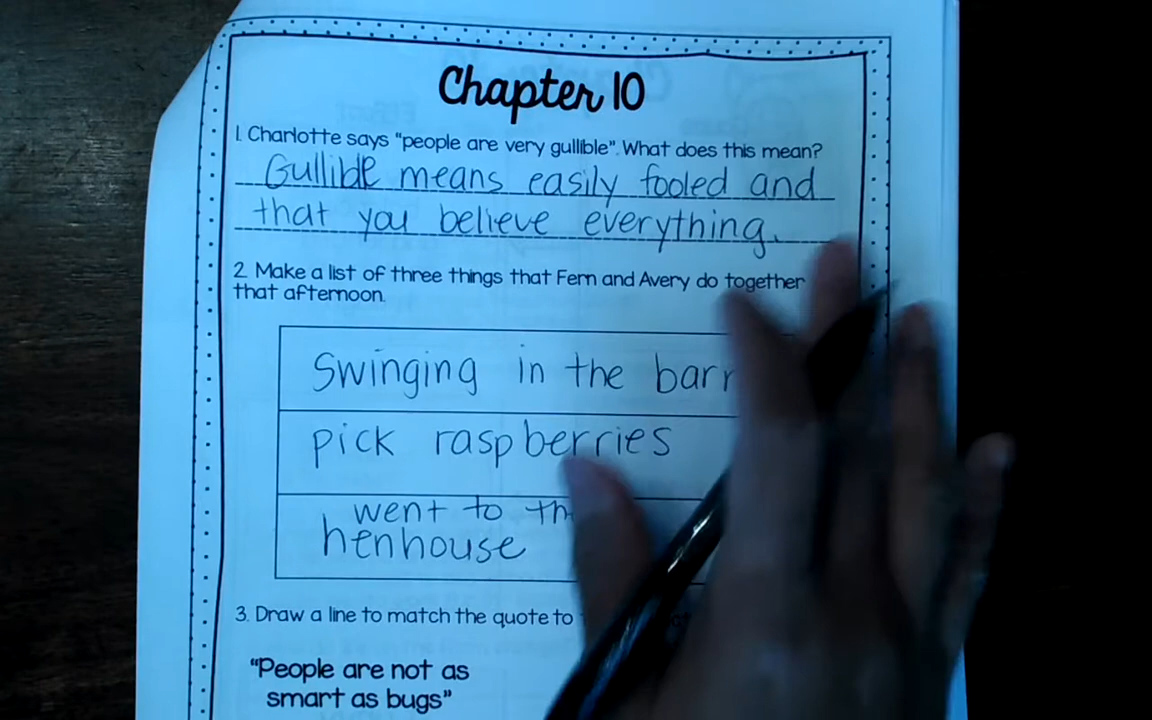 Chapter 10
1. Charlotte says "people are very gullible". What does this mean?
Gullible means easily fooled and
that you believe everything.
2. Make a list of three things that Fern and Avery do together
that afternoon.
Swinging in the
pick raspberries
went to
henhouse
3. Draw a line to match the quote to
"People are not as
smart as bugs"